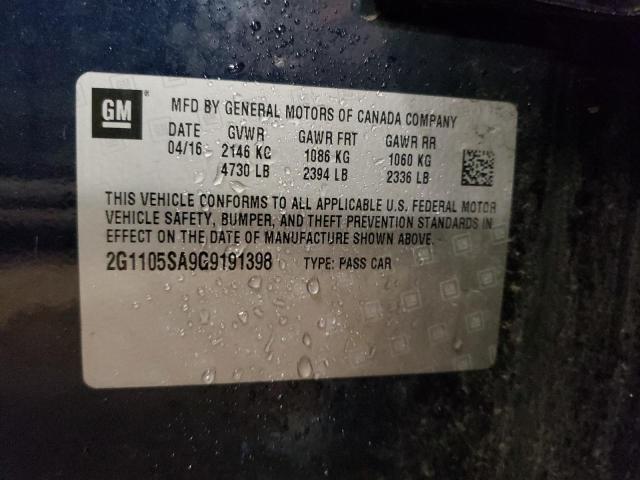 GM
MFD BY GENERAL MOTORS OF CANADA COMPANY
DATE GVWR GAWR FRT GAWR RR
04/16 2146 KG 1086 KG 1060 KG
4730 LB 2394 LB 2336 LB
THIS VEHICLE CONFORMS TO ALL APPLICABLE U.S. FEDERAL MOTOR
VEHICLE SAFETY, BUMPER, AND THEFT PREVENTION STANDARDS IN
EFFECT ON THE DATE OF MANUFACTURE SHOWN ABOVE.
2G1105SA9G9191398 TYPE: PASS CAR